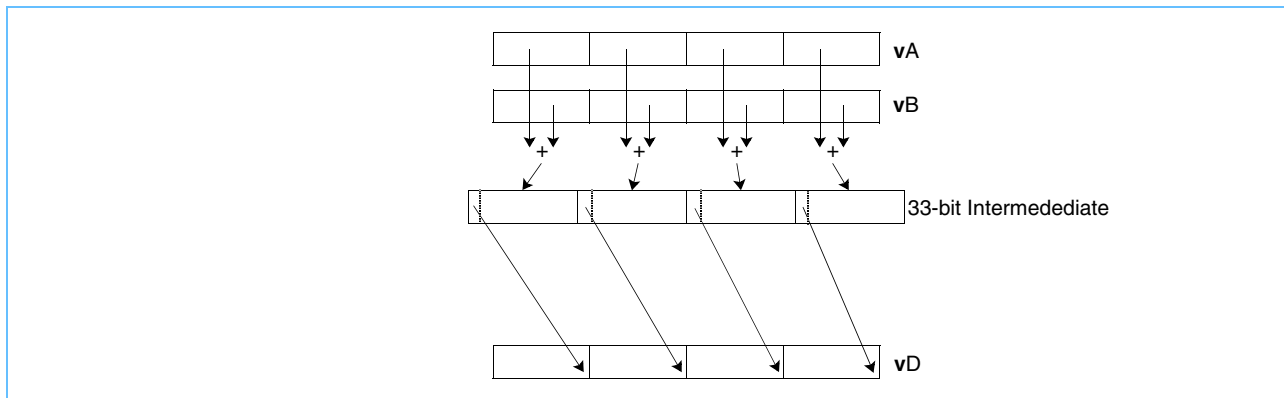 vA
vB
+ + + +
33-bit Intermedediate
vD